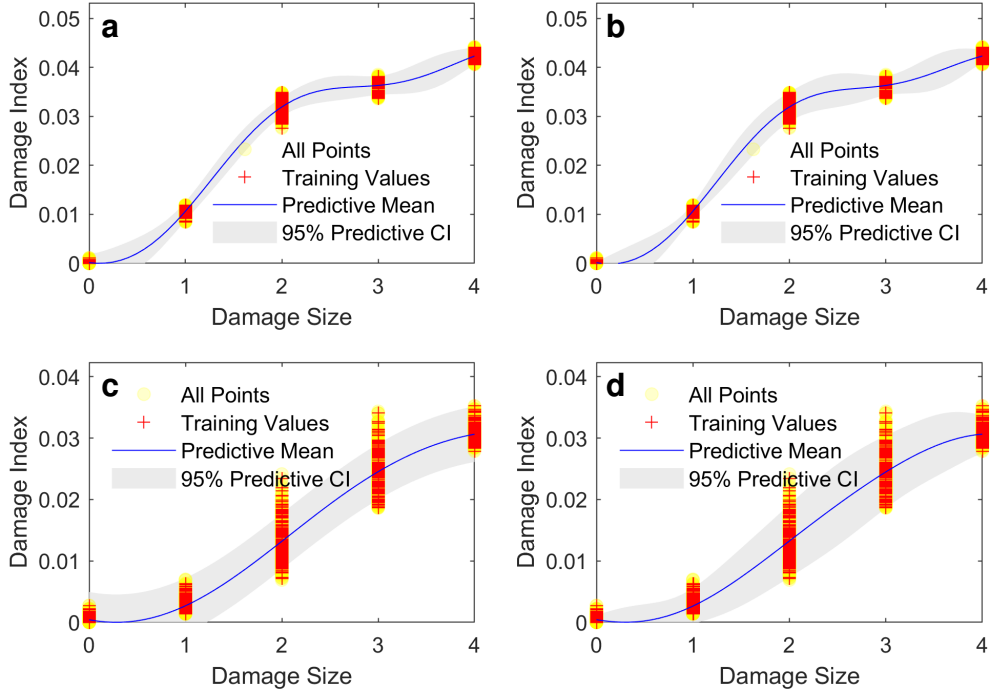 a
0.05
0.04
0.03
0.02
0.01
0
Damage Index
All Points
Training Values
Predictive Mean
95% Predictive CI
0 1 2 3 4
Damage Size
b
0.05
0.04
0.03
0.02
0.01
0
Damage Index
All Points
Training Values
Predictive Mean
95% Predictive CI
0 1 2 3 4
Damage Size
c
0.04
0.03
0.02
0.01
0
Damage Index
All Points
Training Values
Predictive Mean
95% Predictive CI
0 1 2 3 4
Damage Size
d
0.04
0.03
0.02
0.01
0
Damage Index
All Points
Training Values
Predictive Mean
95% Predictive CI
0 1 2 3 4
Damage Size